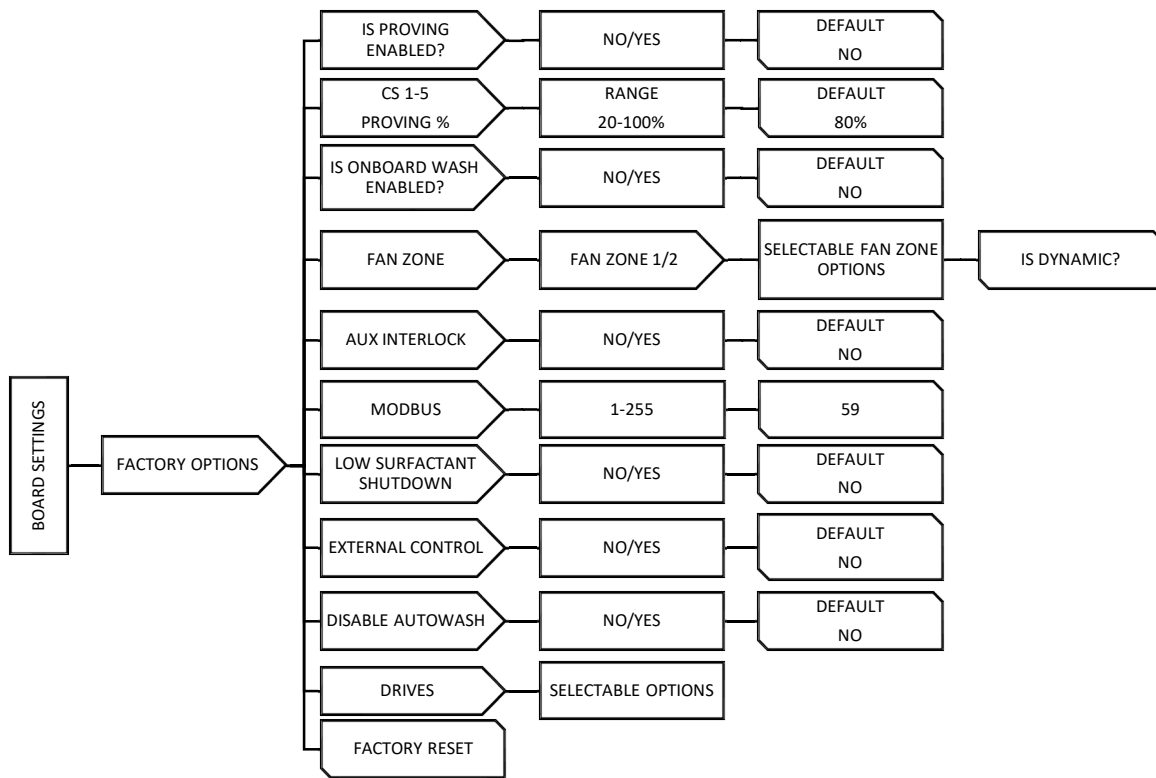 IS PROVING
ENABLED?
NO/YES
DEFAULT
NO
CS 1-5
PROVING %
RANGE
20-100%
DEFAULT
80%
IS ONBOARD WASH
ENABLED?
NO/YES
DEFAULT
NO
FAN ZONE
FAN ZONE 1/2
SELECTABLE FAN ZONE
OPTIONS
IS DYNAMIC?
AUX INTERLOCK
NO/YES
DEFAULT
NO
BOARD SETTINGS
FACTORY OPTIONS
MODBUS
1-255
59
LOW SURFACTANT
SHUTDOWN
NO/YES
DEFAULT
NO
EXTERNAL CONTROL
NO/YES
DEFAULT
NO
DISABLE AUTOWASH
NO/YES
DEFAULT
NO
DRIVES
SELECTABLE OPTIONS
FACTORY RESET